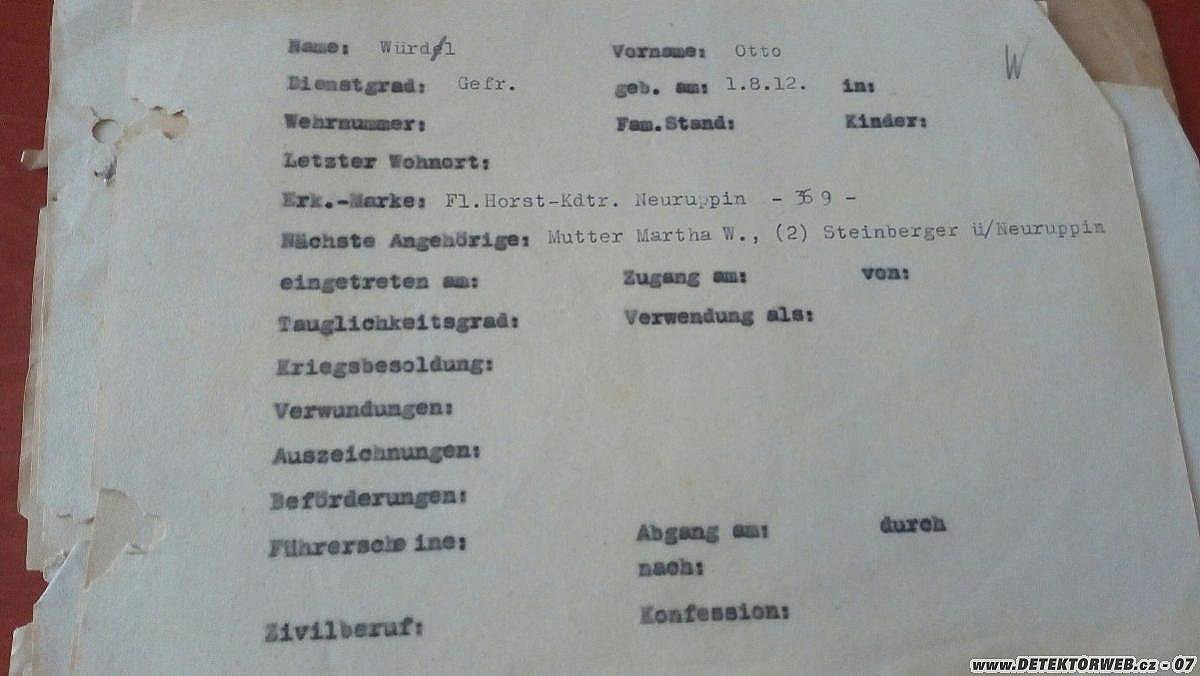 Name: Würdel Vorname: Otto
W
Dienstgrad: Gefr. geb. am: 1.8.12. in:
Wehrnummer: Fam.Stand: Kinder:
Letzter Wohnort:
Erk.-Marke: Fl.Horst-Kdtr. Neuruppin - 369 -
Nächste Angehörige: Mutter Martha W., (2) Steinberger ü/Neuruppin
eingetreten am: Zugang am: von:
Tauglichkeitsgrad: Verwendung als:
Kriegsbesoldung:
Verwundungen:
Auszeichnungen:
Beförderungen:
Führerscheine: Abgang am: durch
nach:
Zivilberuf: Konfession:
www.DETEKTORWEB.cz - 07